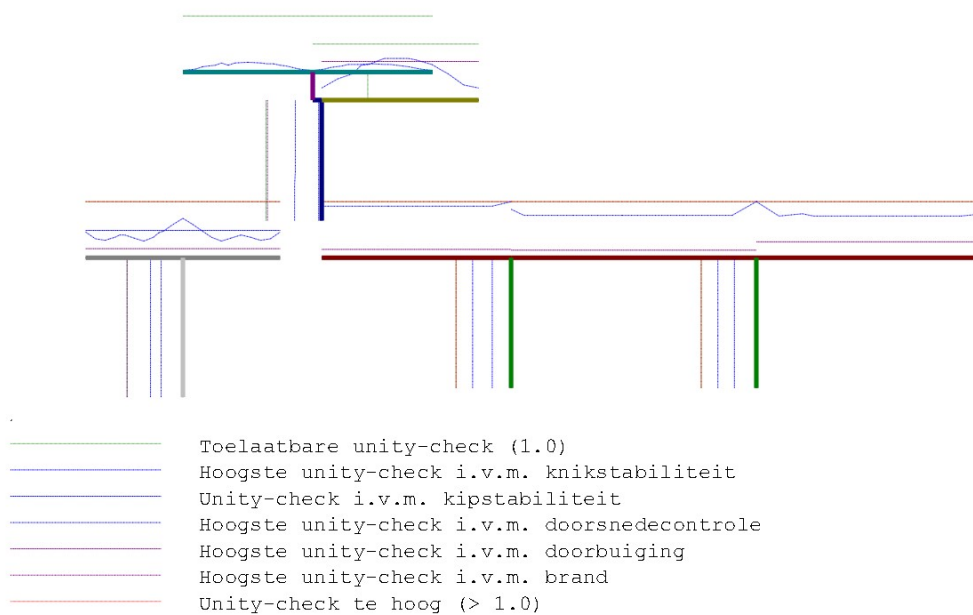 Toelaatbare unity-check (1.0)
Hoogste unity-check i.v.m. knikstabiliteit
Unity-check i.v.m. kipstabiliteit
Hoogste unity-check i.v.m. doorsnedecontrole
Hoogste unity-check i.v.m. doorbuiging
Hoogste unity-check i.v.m. brand
Unity-check te hoog (> 1.0)